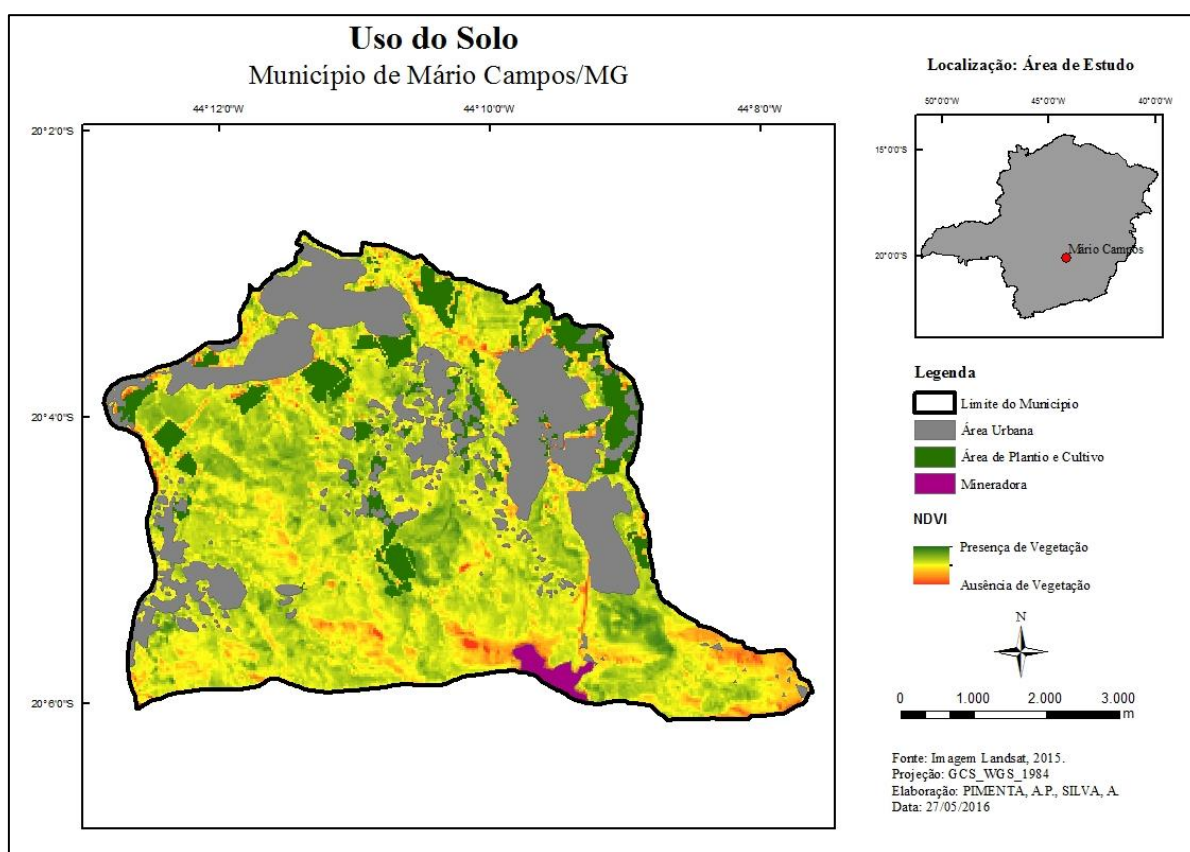 Uso do Solo
Município de Mário Campos/MG
44°12'0"W 44°10'0"W 44°8'0"W
20°2'0"S
20°4'0"S
20°6'0"S
Localização: Área de Estudo
50°0'0"W 45°0'0"W 40°0'0"W
15°0'0"S
20°0'0"S
Mário Campos
Legenda
Limite do Municipio
Área Urbana
Área de Plantio e Cultivo
Mineradora
NDVI
Presença de Vegetação
Ausência de Vegetação
N
0 1.000 2.000 3.000
m
Fonte: Imagem Landsat, 2015.
Projeção: GCS_WGS_1984
Elaboração: PIMENTA, A.P., SILVA, A.
Data: 27/05/2016